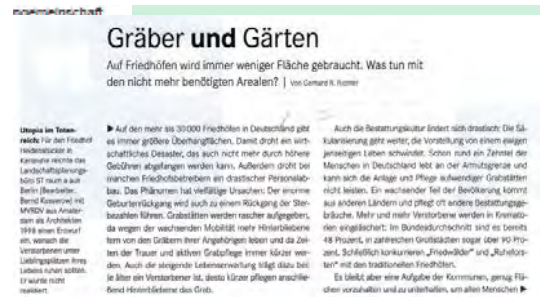 Gräber und Gärten
Auf Friedhöfen wird immer weniger Fläche gebraucht. Was tun mit
den nicht mehr benötigten Arealen? | Von Gerhard R. Richter
Utopia im Toten-
reich: Für den Friedhof
in
Karlsruhe reichte das
Landschaftsplanungs-
büro ST raum a aus
Berlin (Bearbeiter:
Bernd Kusserow) mit
MVRDV aus Amster-
dam als Architekten
1998 einen Entwurf
ein, wonach die
Verstorbenen unter
Lieblingsplätzen ihres
Lebens ruhen sollten.
Er wurde nicht
realisiert.
▶ Auf den mehr als 30 000 Friedhöfen in Deutschland gibt
es immer größere Überhangflächen. Damit droht ein wirt-
schaftliches Desaster, das auch nicht mehr durch höhere
Gebühren abgefangen werden kann. Außerdem droht bei
manchen Friedhofsbetreibern ein drastischer Personalab-
bau. Das Phänomen hat vielfältige Ursachen: Der enorme
Geburtenrückgang wird auch zu einem Rückgang der Ster-
bezahlen führen. Grabstätten werden rascher aufgegeben,
da wegen der wachsenden Mobilität mehr Hinterbliebene
fern von den Gräbern ihrer Angehörigen leben und da Zei-
ten der Trauer und aktiven Grabpflege immer kürzer wer-
den. Auch die steigende Lebenserwartung trägt dazu bei:
Je älter ein Verstorbener ist, desto kürzer pflegen anschlie-
ßend Hinterbliebene das Grab.
Auch die Bestattungskultur ändert sich drastisch: Die Sä-
kularisierung geht weiter, die Vorstellung von einem ewigen
jenseitigen Leben schwindet. Schon rund ein Zehntel der
Menschen in Deutschland lebt an der Armutsgrenze und
kann sich die Anlage und Pflege aufwendiger Grabstätten
nicht leisten. Ein wachsender Teil der Bevölkerung kommt
aus anderen Ländern und pflegt oft andere Bestattungsge-
bräuche. Mehr und mehr Verstorbene werden in Kremato-
rien eingeäschert: Im Bundesdurchschnitt sind es bereits
48 Prozent, in zahlreichen Großstädten sogar über 90 Pro-
zent. Schließlich konkurrieren „Friedwälder“ und „Ruhefors-
ten“ mit den traditionellen Friedhöfen.
Es bleibt aber eine Aufgabe der Kommunen, genug Flä-
chen vorzuhalten und zu unterhalten, um allen Menschen ▶